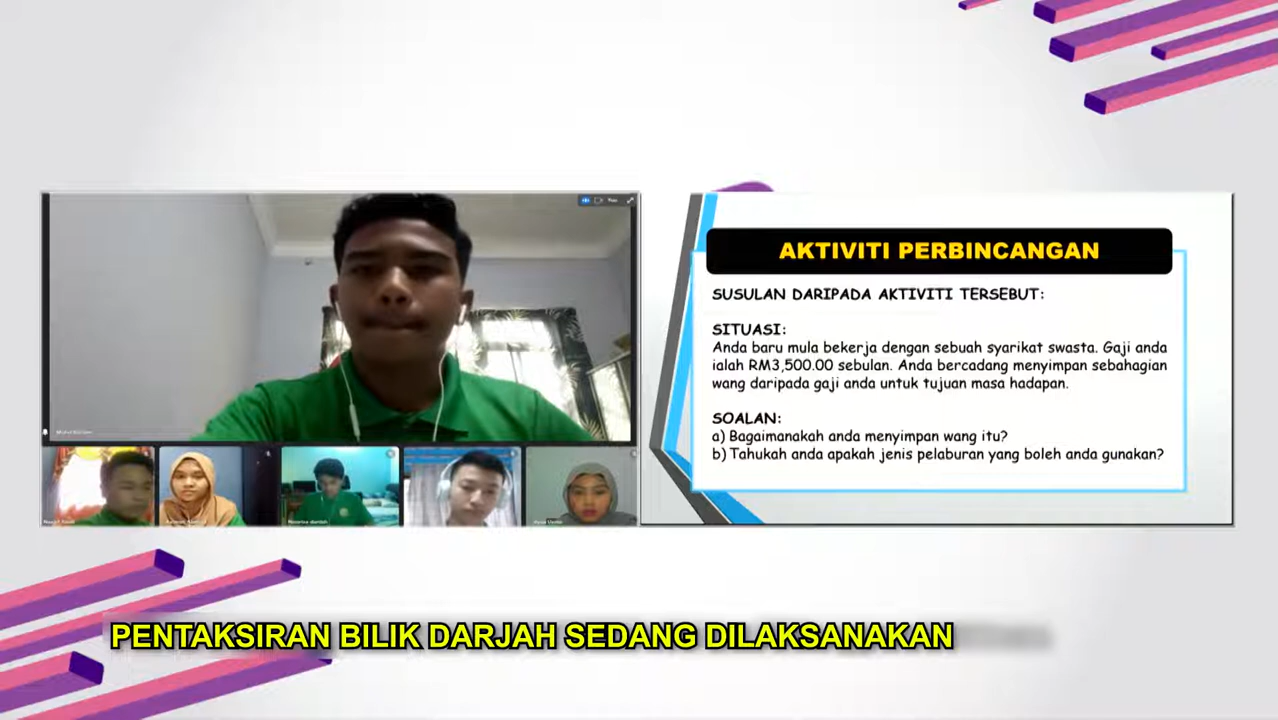 AKTIVITI PERBINCANGAN
SUSULAN DARIPADA AKTIVITI TERSEBUT:
SITUASI:
Anda baru mula bekerja dengan sebuah syarikat swasta. Gaji anda
ialah RM3,500.00 sebulan. Anda bercadang menyimpan sebahagian
wang daripada gaji anda untuk tujuan masa hadapan.
SOALAN:
a) Bagaimanakah anda menyimpan wang itu?
b) Tahukah anda apakah jenis pelaburan yang boleh anda gunakan?
PENTAKSIRAN BILIK DARJAH SEDANG DILAKSANAKAN